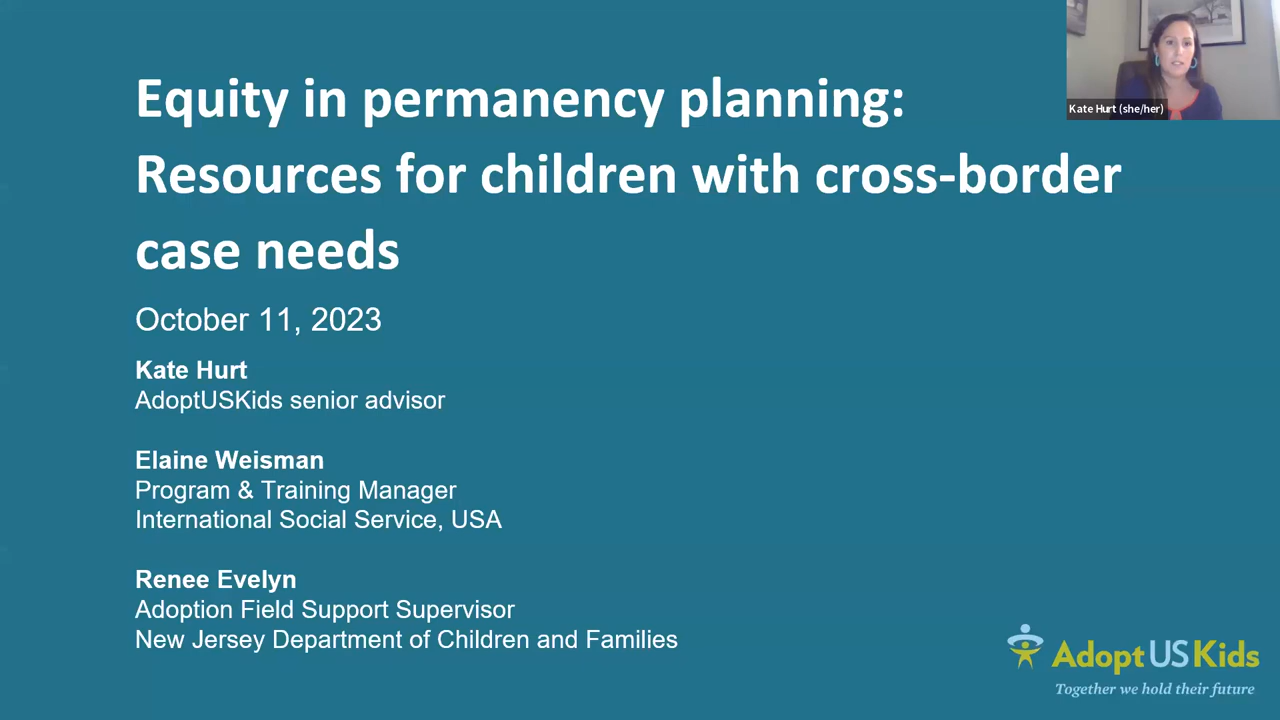 Equity in permanency planning:
Resources for children with cross-border
case needs
October 11, 2023
Kate Hurt
AdoptUSKids senior advisor
Elaine Weisman
Program & Training Manager
International Social Service, USA
Renee Evelyn
Adoption Field Support Supervisor
New Jersey Department of Children and Families
Kate Hurt (she/her)
AdoptUSKids
Together we hold their future